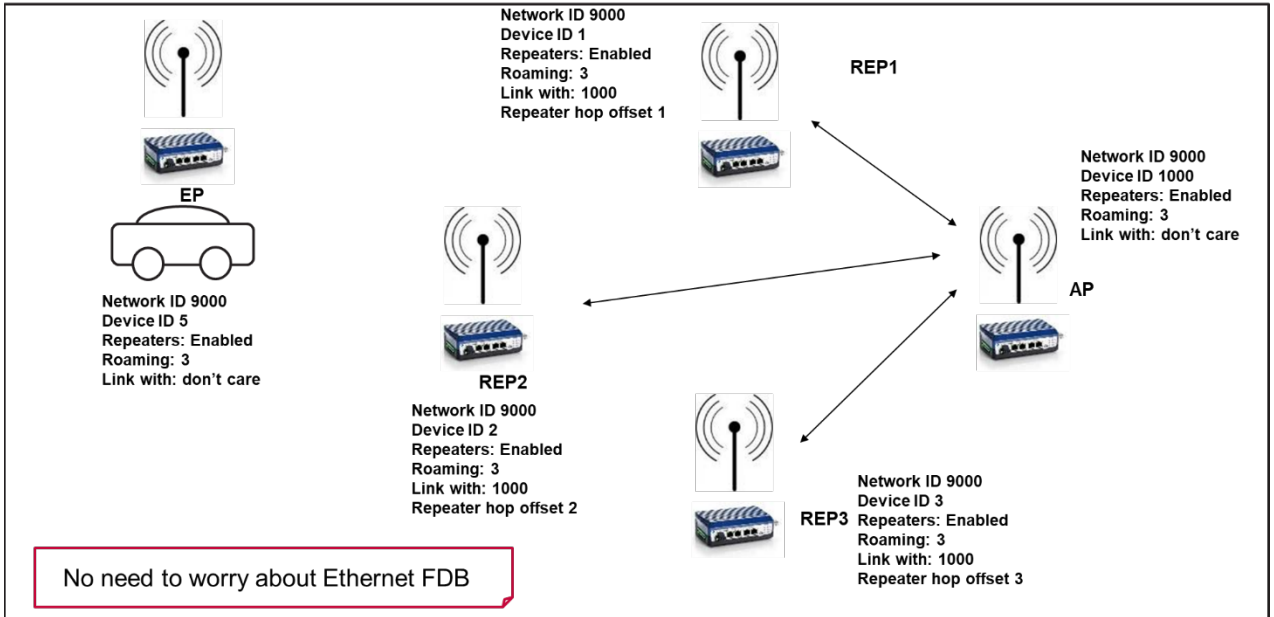 Network ID 9000
Device ID 1
Repeaters: Enabled
Roaming: 3
Link with: 1000
Repeater hop offset 1
REP1
EP
Network ID 9000
Device ID 5
Repeaters: Enabled
Roaming: 3
Link with: don’t care
REP2
Network ID 9000
Device ID 2
Repeaters: Enabled
Roaming: 3
Link with: 1000
Repeater hop offset 2
Network ID 9000
Device ID 1000
Repeaters: Enabled
Roaming: 3
Link with: don’t care
AP
REP3
Network ID 9000
Device ID 3
Repeaters: Enabled
Roaming: 3
Link with: 1000
Repeater hop offset 3
No need to worry about Ethernet FDB